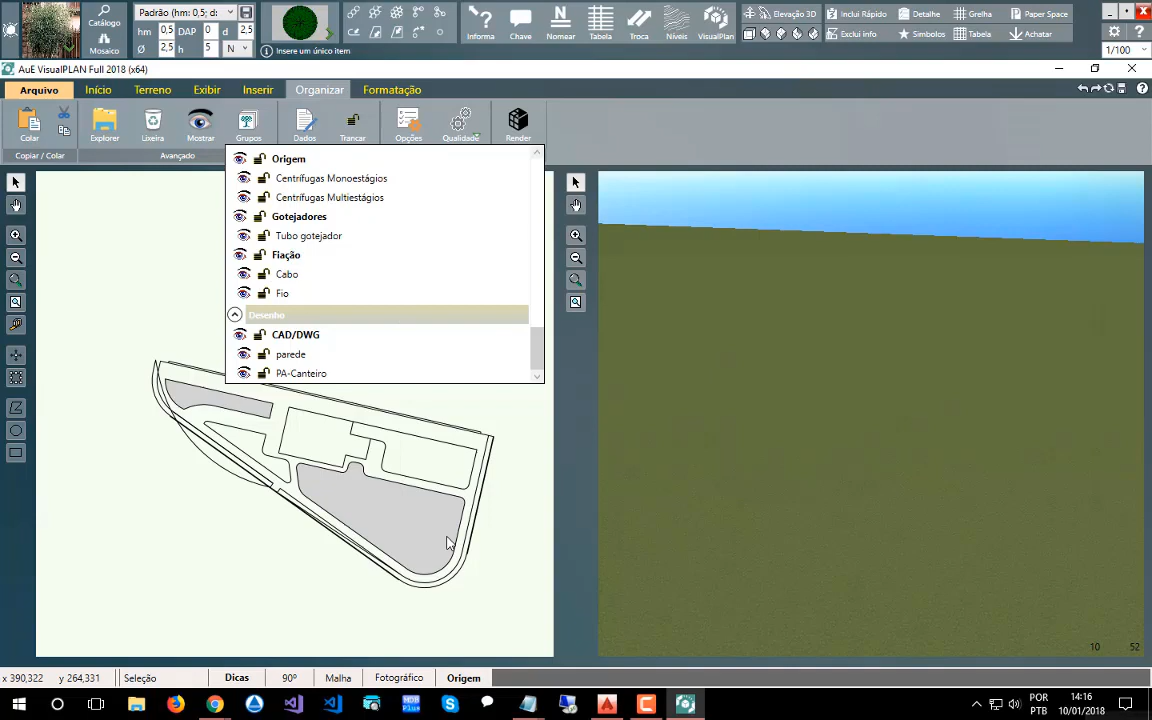 Padrão (hm: 0,5; d:
Catálogo
Mosaico
hm 0,5 DAP 0 d 2,5
Ø 2,5 h 5 N
Insere um único item
Informa
Chave
Nomear
Tabela
Troca
Níveis
VisualPlan
Elevação 3D
Inclui Rápido
Detalhe
Grelha
Paper Space
Exclui info
Símbolos
Tabela
Achatar
1/100
AuE VisualPLAN Full 2018 (x64)
Arquivo
Início
Terreno
Exibir
Inserir
Organizar
Formatação
Colar
Explorer
Lixeira
Mostrar
Grupos
Dados
Trancar
Opções
Qualidade
Render
Copiar / Colar
Avançado
Origem
Centrífugas Monoestágios
Centrífugas Multiestágios
Gotejadores
Tubo gotejador
Fiação
Cabo
Fio
Desenho
CAD/DWG
parede
PA-Canteiro
10 52
x 390,322 y 264,331
Seleção
Dicas
90º
Malha
Fotográfico
Origem
HDB
Plus
POR
PTB
14:16
10/01/2018